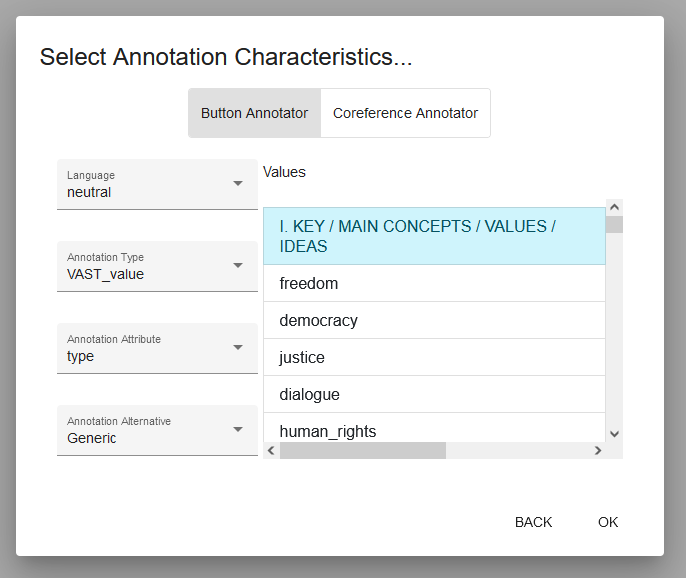 Select Annotation Characteristics...
Button Annotator
Coreference Annotator
Language
neutral
Annotation Type
VAST_value
Annotation Attribute
type
Annotation Alternative
Generic
Values
I. KEY / MAIN CONCEPTS / VALUES /
IDEAS
freedom
democracy
justice
dialogue
human_rights
BACK
OK